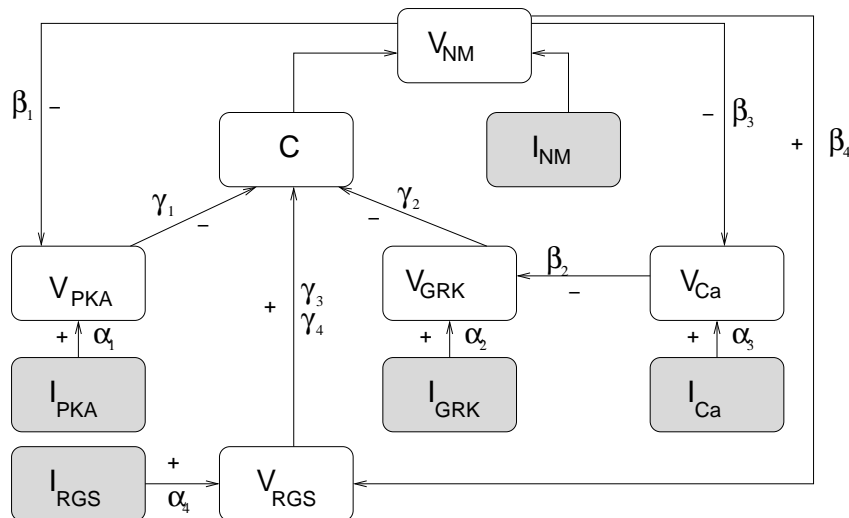 V_NM
β_1 − − β_3
+ β_4
C I_NM
γ_1 − − γ_2
V_PKA V_GRK β_2 − V_Ca
+ γ_3
γ_4
+ α_1 + α_2 + α_3
I_PKA I_GRK I_Ca
I_RGS + α_4 V_RGS